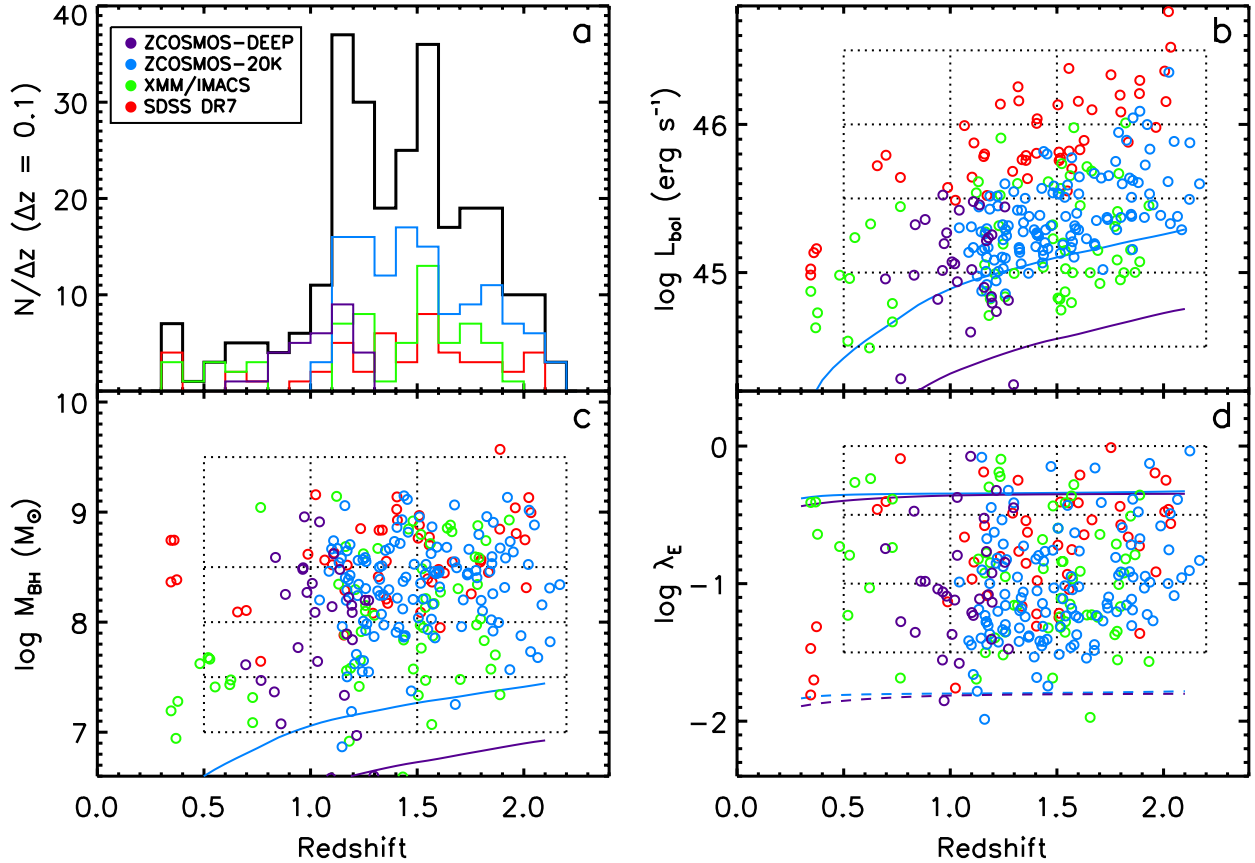 40
30
20
10
N/Δz (Δz = 0.1)
a
ZCOSMOS-DEEP
ZCOSMOS-20K
XMM/IMACS
SDSS DR7
b
46
45
log L_bol (erg s⁻¹)
c
10
9
8
7
log M_BH (M_⊙)
0.0 0.5 1.0 1.5 2.0
Redshift
d
0
−1
−2
log λ_E
0.0 0.5 1.0 1.5 2.0
Redshift